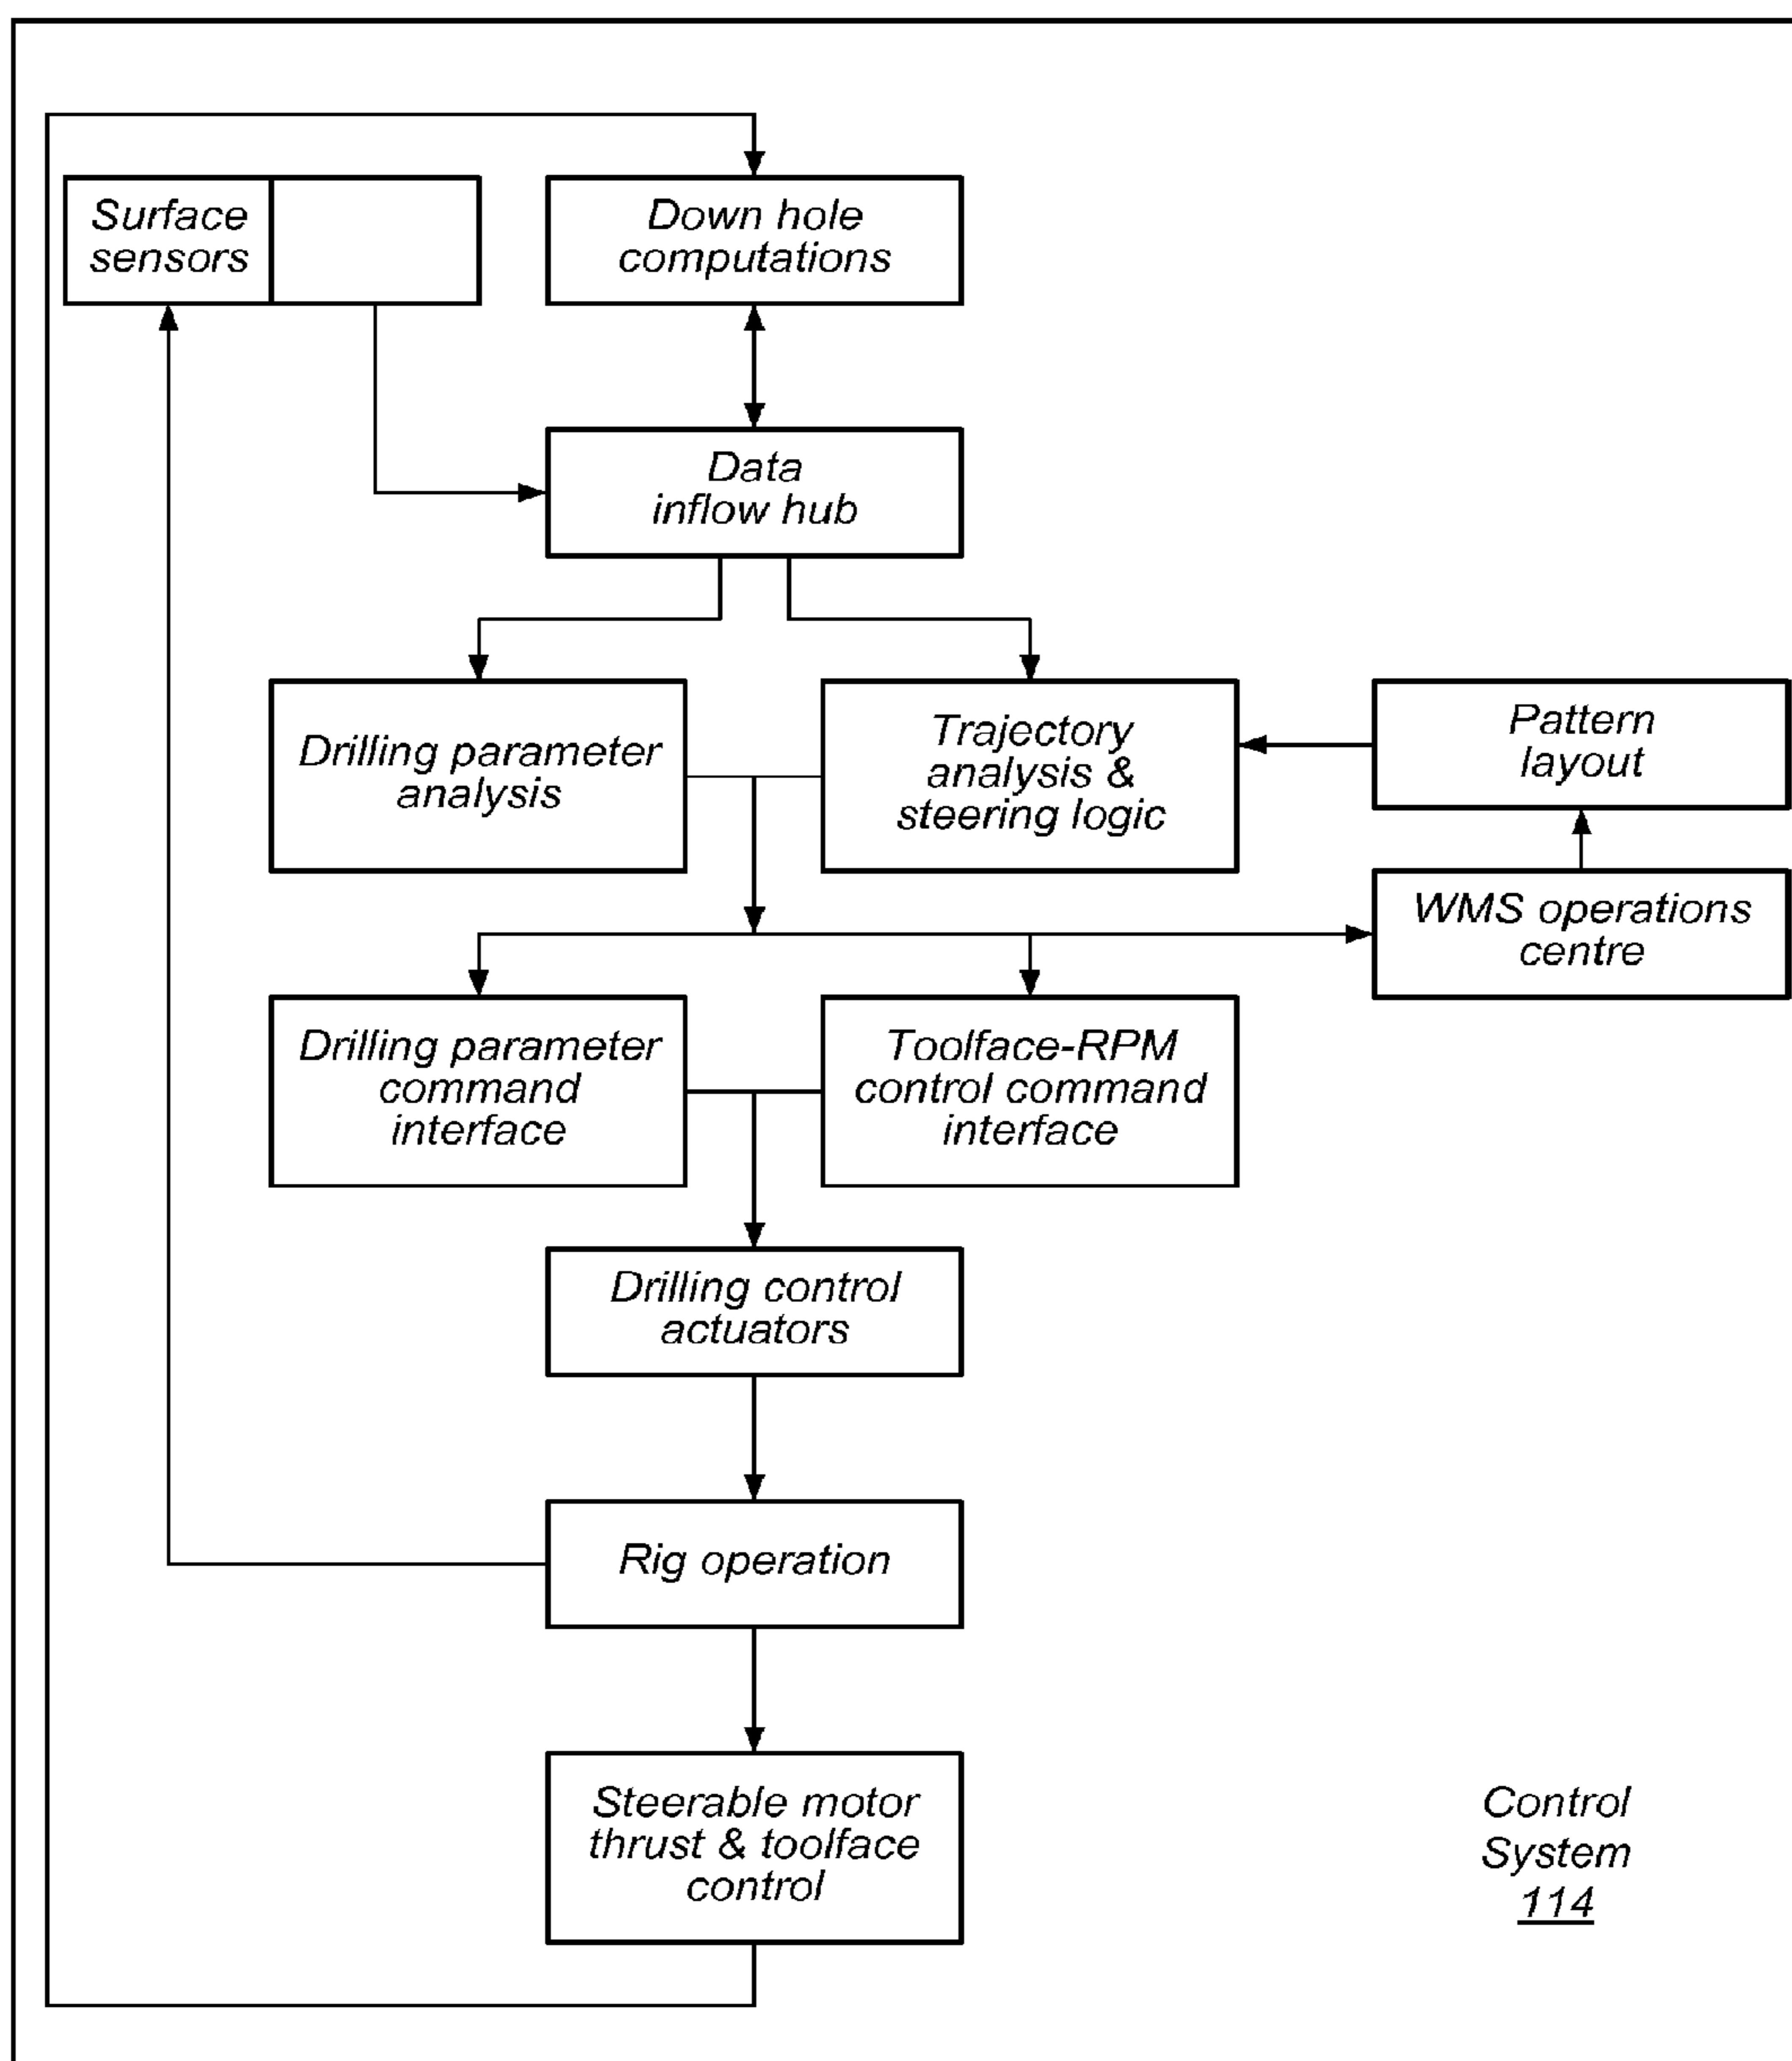 Surface
sensors
Down hole
computations
Data
inflow hub
Drilling parameter
analysis
Trajectory
analysis &
steering logic
Pattern
layout
WMS operations
centre
Drilling parameter
command
interface
Toolface-RPM
control command
interface
Drilling control
actuators
Rig operation
Steerable motor
thrust & toolface
control
Control
System
114